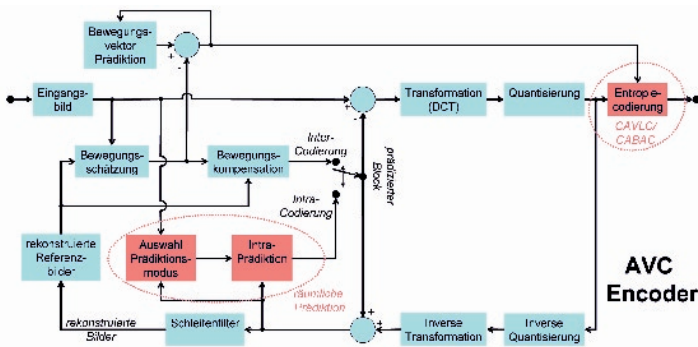 Bewegungs-
vektor
Prädiktion
+
-
Eingangs-
bild
+
Transformation
(DCT)
Quantisierung
Entropie-
codierung
CAVLC/
CABAC
Bewegungs-
schätzung
Bewegungs-
kompensation
Inter-
Codierung
prädizierter
Block
Intra-
Codierung
rekonstruierte
Referenz-
bilder
Auswahl
Prädiktions-
modus
Intra-
Prädiktion
räumliche
Prädiktion
AVC
Encoder
rekonstruierte
Bilder
Schleifenfilter
+
+
Inverse
Transformation
Inverse
Quantisierung